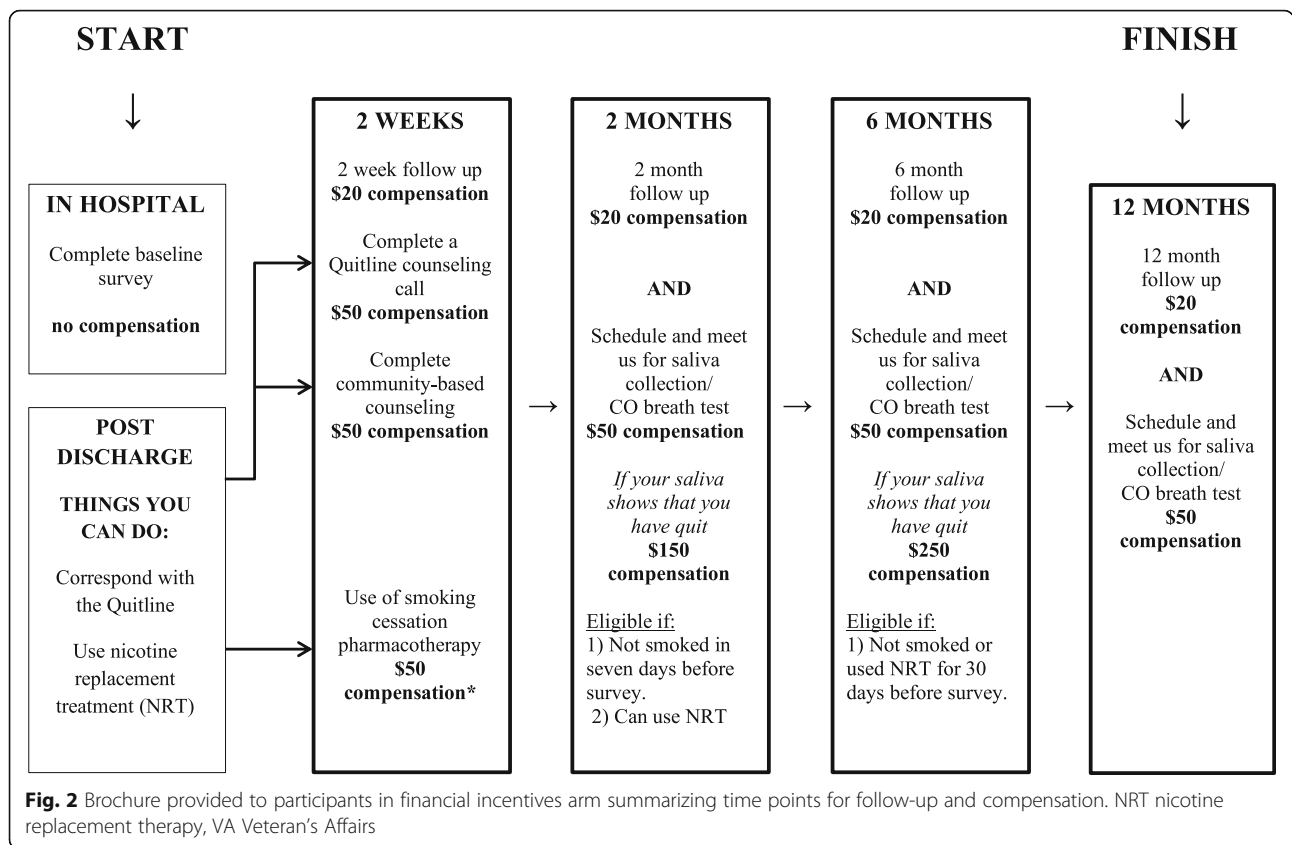 START
FINISH
↓
↓
IN HOSPITAL
Complete baseline
survey
no compensation
POST
DISCHARGE
THINGS YOU
CAN DO:
Correspond with
the Quitline
Use nicotine
replacement
treatment (NRT)
2 WEEKS
2 week follow up
$20 compensation
Complete a
Quitline counseling
call
$50 compensation
Complete
community-based
counseling
$50 compensation
Use of smoking
cessation
pharmacotherapy
$50
compensation*
→
2 MONTHS
2 month
follow up
$20 compensation
AND
Schedule and meet
us for saliva
collection/
CO breath test
$50 compensation
If your saliva
shows that you
have quit
$150
compensation
Eligible if:
1) Not smoked in
seven days before
survey.
2) Can use NRT
→
6 MONTHS
6 month
follow up
$20 compensation
AND
Schedule and meet
us for saliva
collection/
CO breath test
$50 compensation
If your saliva
shows that you
have quit
$250
compensation
Eligible if:
1) Not smoked or
used NRT for 30
days before survey.
→
12 MONTHS
12 month
follow up
$20
compensation
AND
Schedule and
meet us for saliva
collection/
CO breath test
$50
compensation
Fig. 2 Brochure provided to participants in financial incentives arm summarizing time points for follow-up and compensation. NRT nicotine
replacement therapy, VA Veteran's Affairs